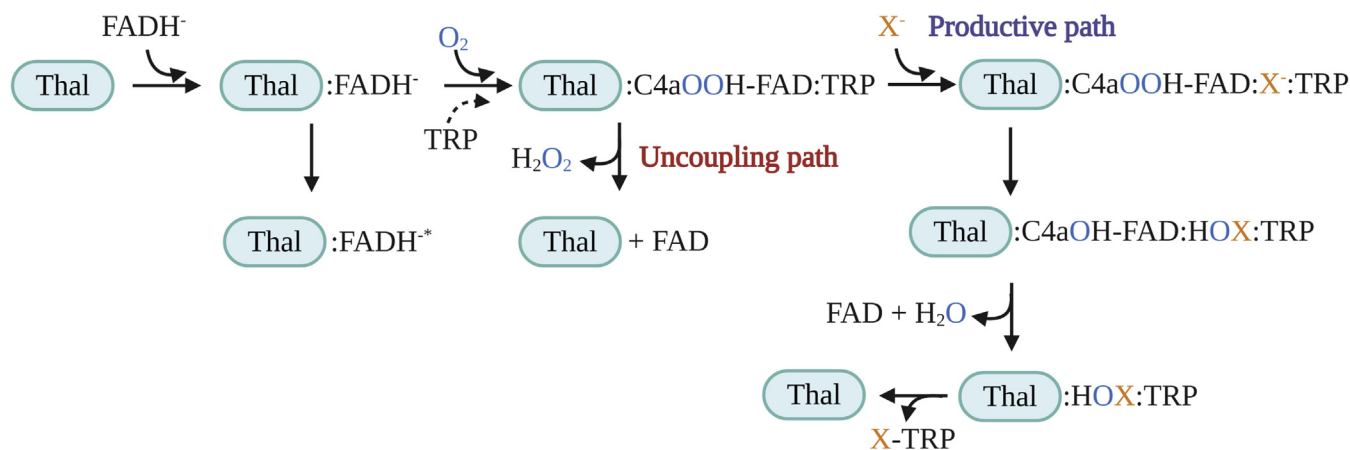 FADH⁻
O₂
X⁻ Productive path
Thal
Thal :FADH⁻
Thal :C4aOOH-FAD:TRP
Thal :C4aOOH-FAD:X⁻:TRP
TRP
H₂O₂
Uncoupling path
Thal :FADH⁻*
Thal + FAD
Thal :C4aOH-FAD:HOX:TRP
FAD + H₂O
Thal
Thal :HOX:TRP
X-TRP